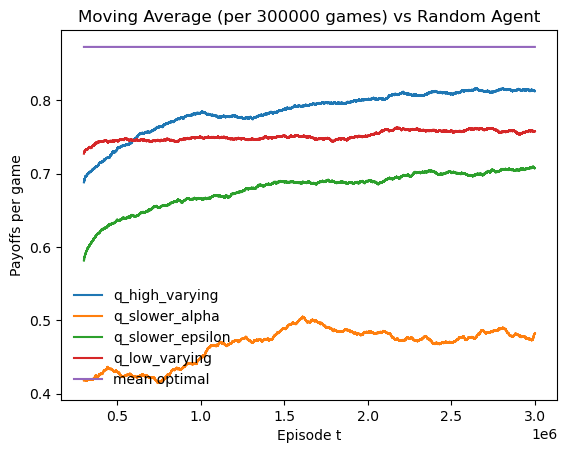 Moving Average (per 300000 games) vs Random Agent
Payoffs per game
0.8
0.7
0.6
0.5
0.4
q_high_varying
q_slower_alpha
q_slower_epsilon
q_low_varying
mean optimal
0.5 1.0 1.5 2.0 2.5 3.0
1e6
Episode t